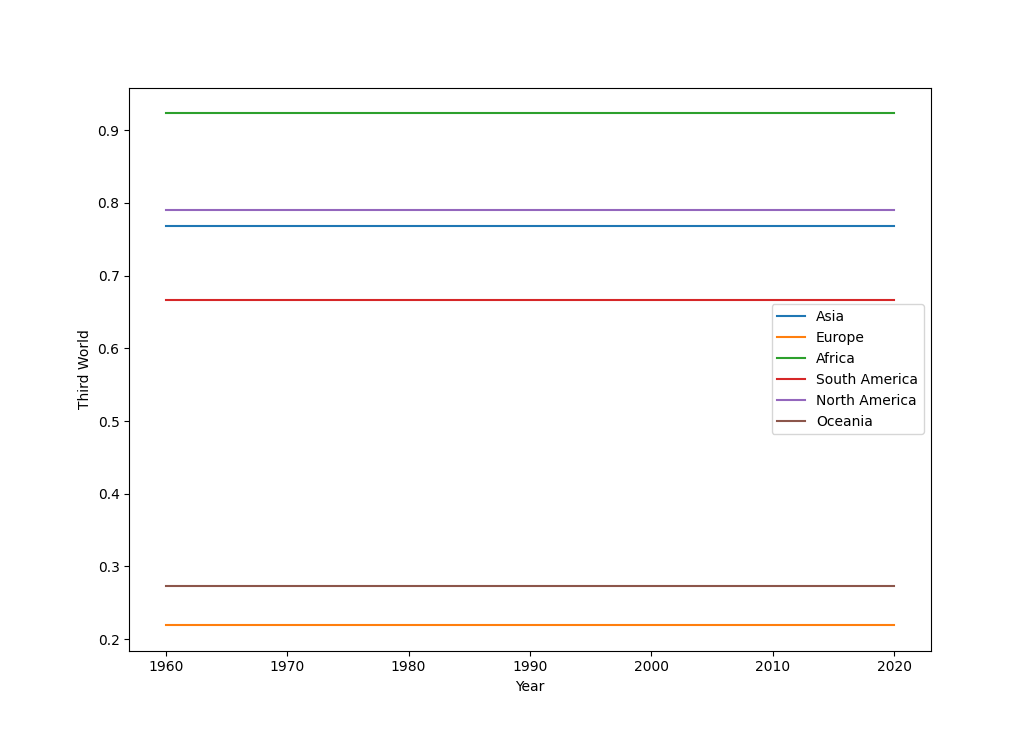 Third World
0.9
0.8
0.7
0.6
0.5
0.4
0.3
0.2
Asia
Europe
Africa
South America
North America
Oceania
1960 1970 1980 1990 2000 2010 2020
Year